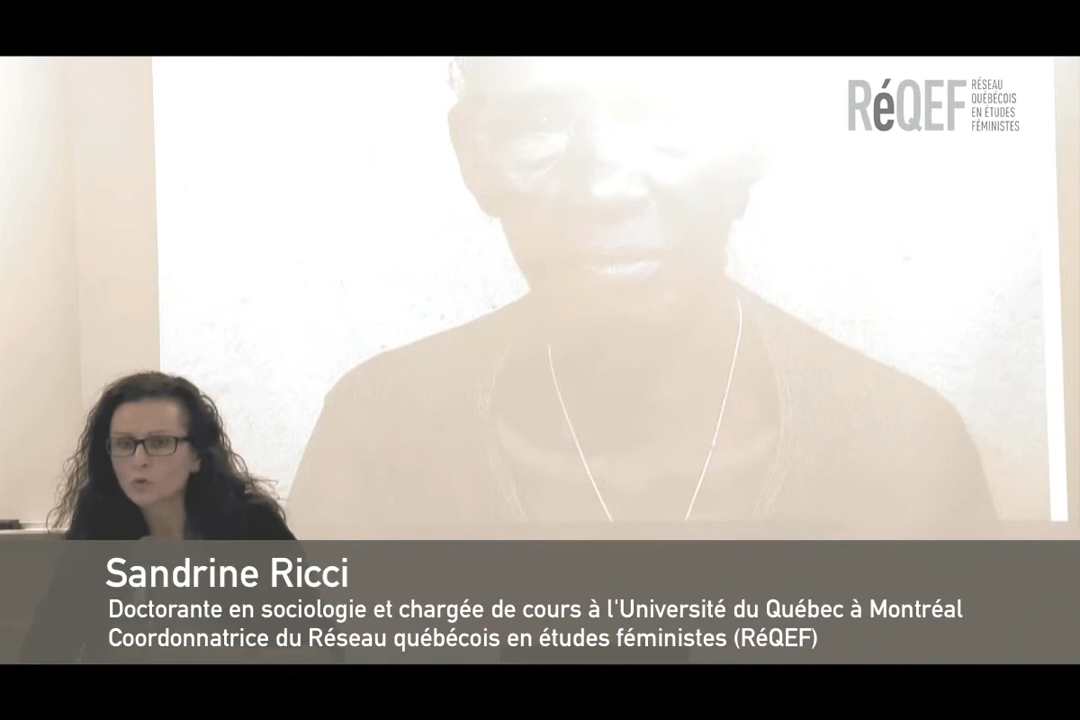 RéQEF
RÉSEAU
QUÉBÉCOIS
EN ÉTUDES
FÉMINISTES
Sandrine Ricci
Doctorante en sociologie et chargée de cours à l'Université du Québec à Montréal
Coordonnatrice du Réseau québécois en études féministes (RéQEF)